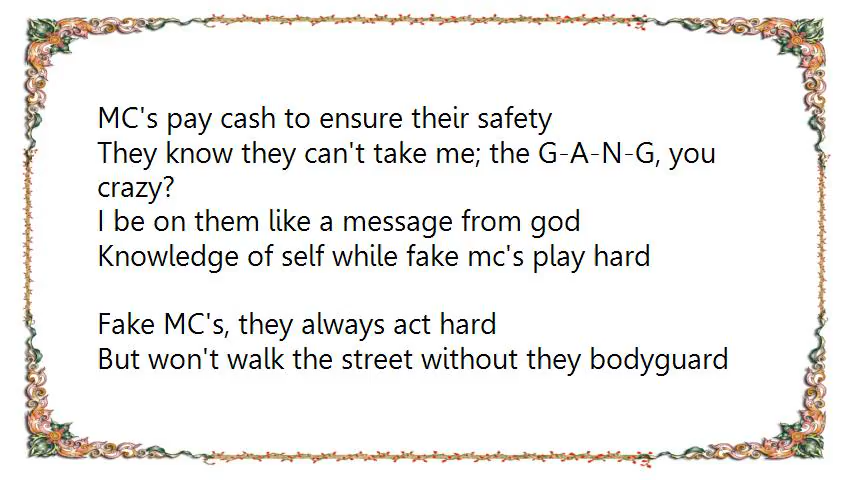 MC's pay cash to ensure their safety
They know they can't take me; the G-A-N-G, you
crazy?
I be on them like a message from god
Knowledge of self while fake mc's play hard
Fake MC's, they always act hard
But won't walk the street without they bodyguard